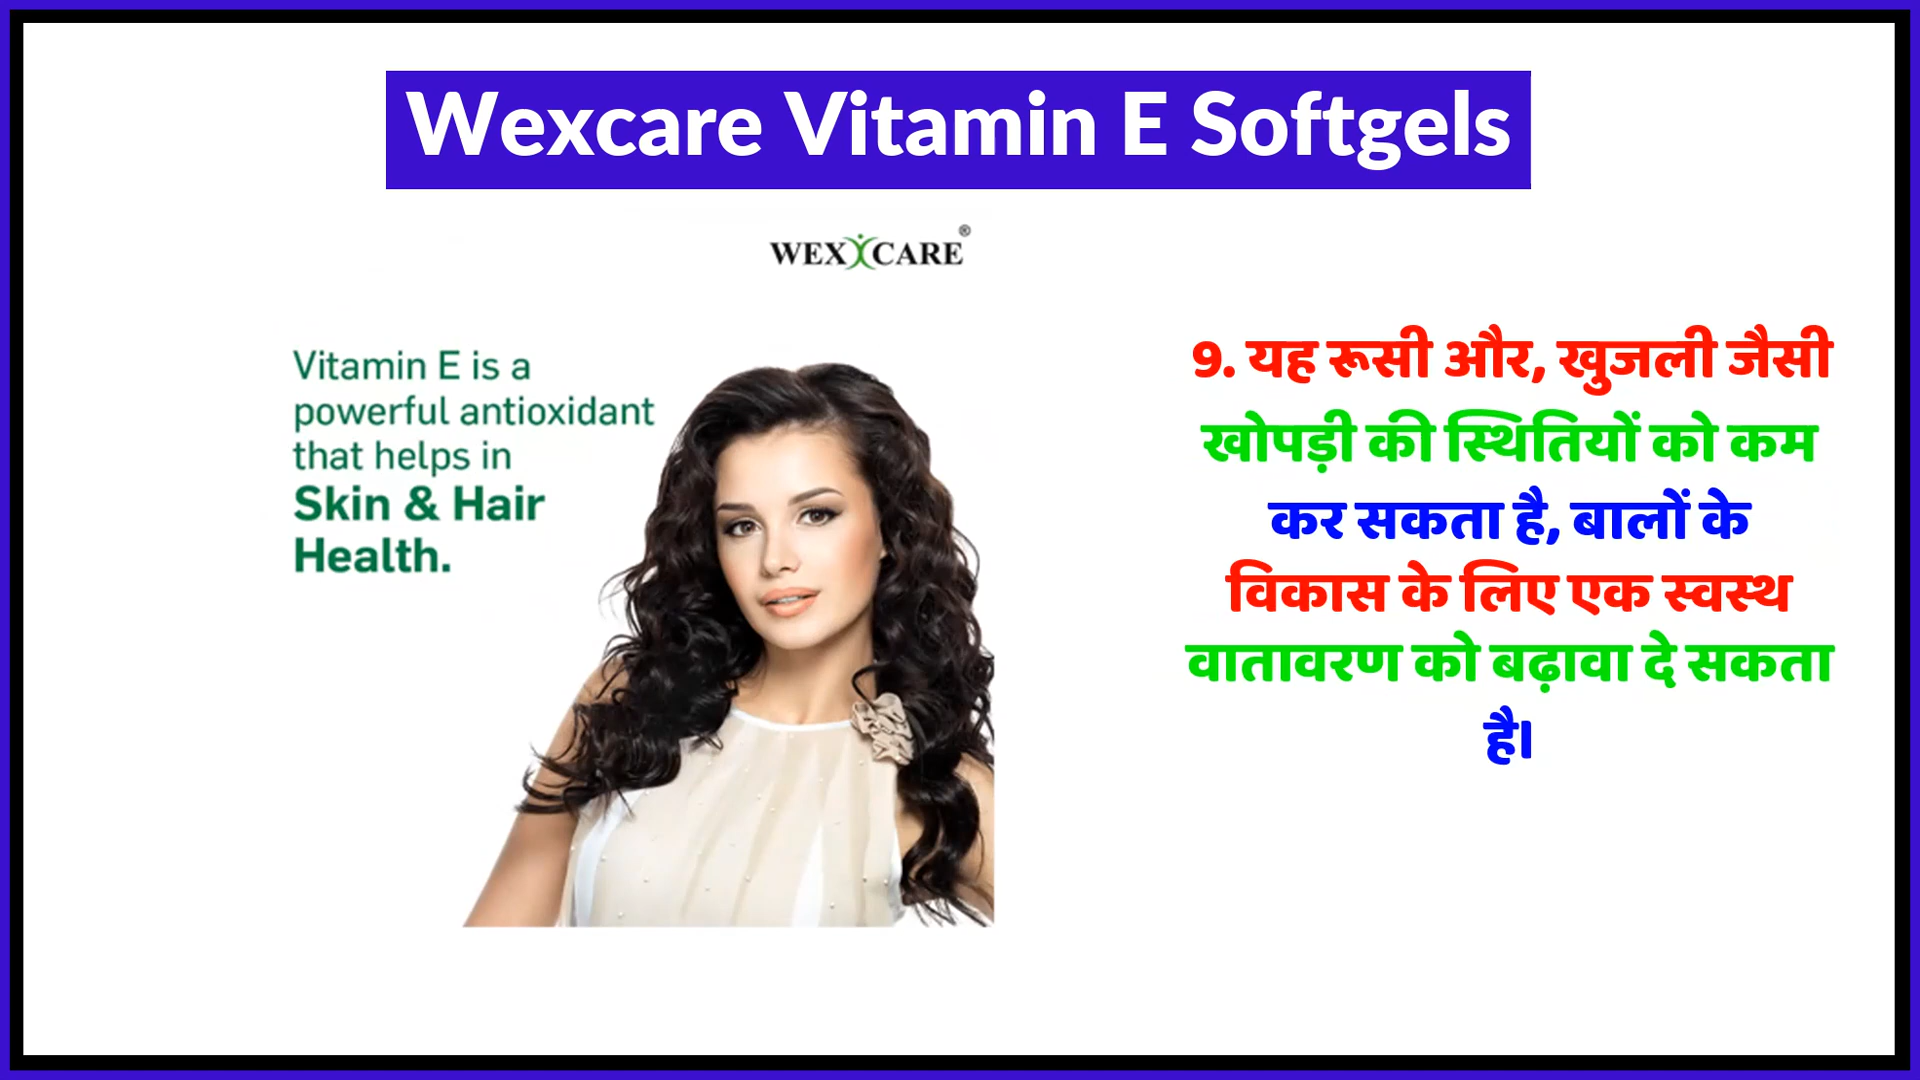 Wexcare Vitamin E Softgels
WEXCARE®
Vitamin E is a
powerful antioxidant
that helps in
Skin & Hair
Health.
9. यह रूसी और, खुजली जैसी
खोपड़ी की स्थितियों को कम
कर सकता है, बालों के
विकास के लिए एक स्वस्थ
वातावरण को बढ़ावा दे सकता
है।